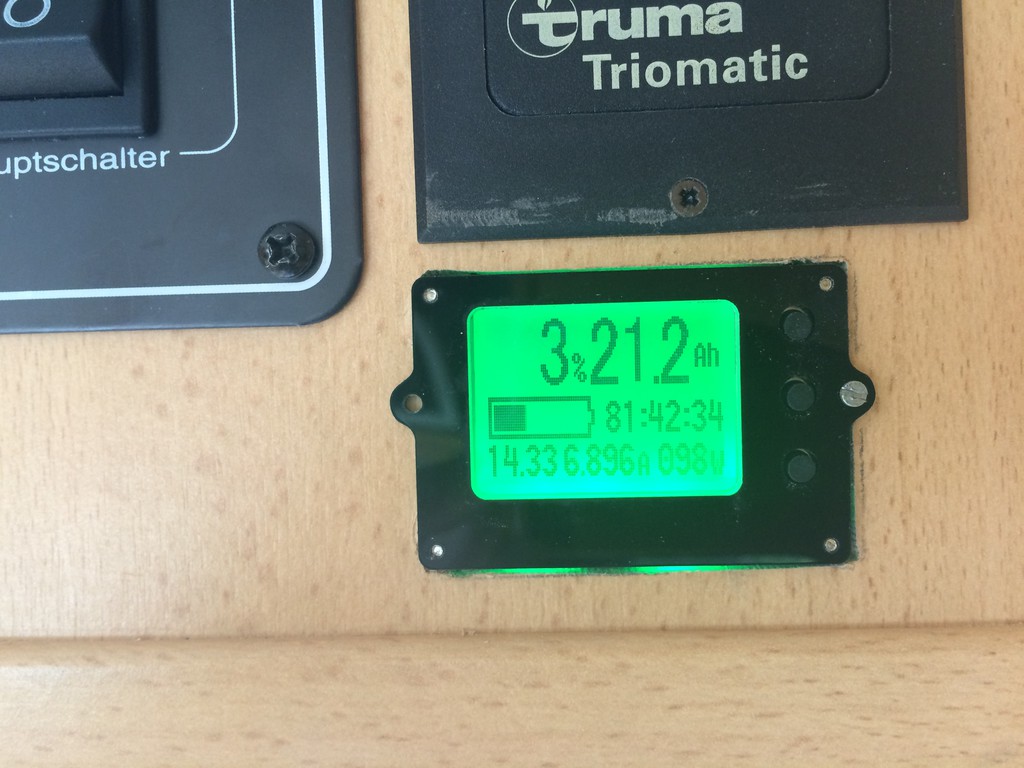 truma
Triomatic
uptschalter
3% 21.2Ah
81:42:34
14.33 6.896A 098W